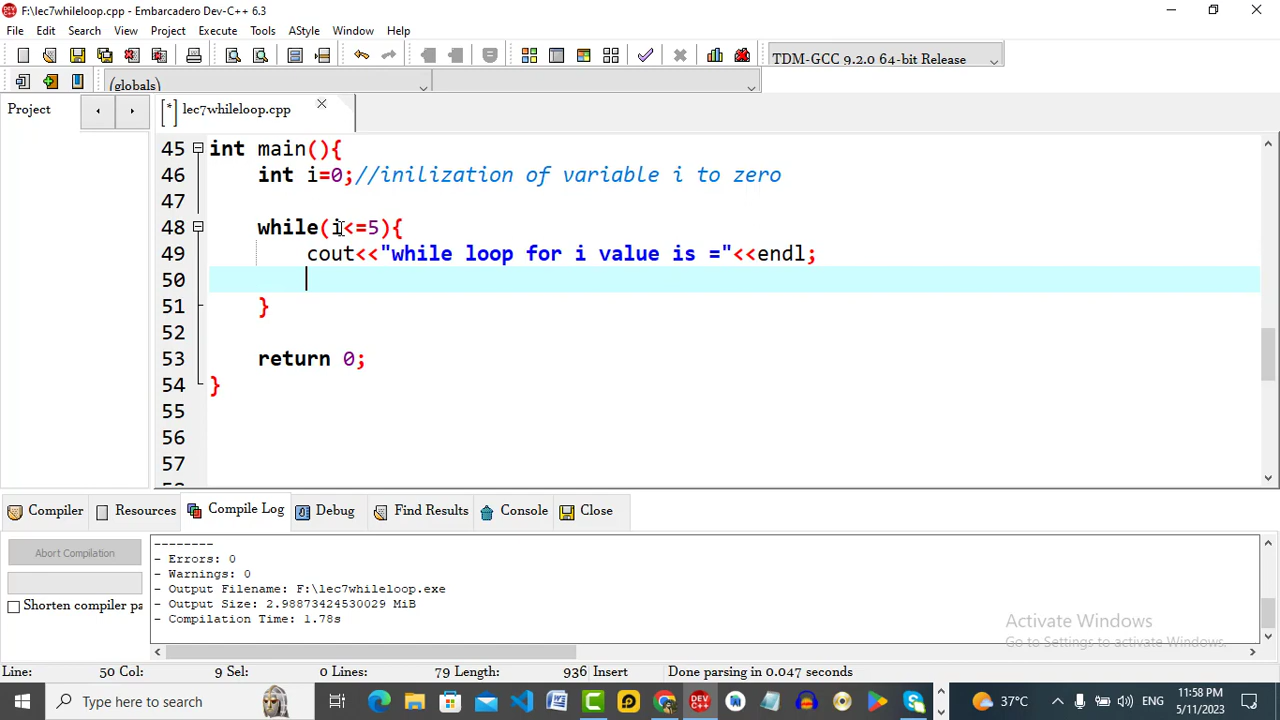 F:\lec7whileloop.cpp - Embarcadero Dev-C++ 6.3
File Edit Search View Project Execute Tools AStyle Window Help
TDM-GCC 9.2.0 64-bit Release
(globals)
Project
[*] lec7whileloop.cpp
45 int main(){
46 int i=0;//inilization of variable i to zero
47
48 while(i<=5){
49 cout<<"while loop for i value is ="<<endl;
50
51 }
52
53 return 0;
54 }
55
56
57
Compiler Resources Compile Log Debug Find Results Console Close
Abort Compilation
Shorten compiler pa
--------
- Errors: 0
- Warnings: 0
- Output Filename: F:\lec7whileloop.exe
- Output Size: 2.98873424530029 MiB
- Compilation Time: 1.78s
Activate Windows
Go to Settings to activate Windows.
Line: 50 Col: 9 Sel: 0 Lines: 79 Length: 936 Insert Done parsing in 0.047 seconds
Type here to search
37°C
ENG
11:58 PM
5/11/2023